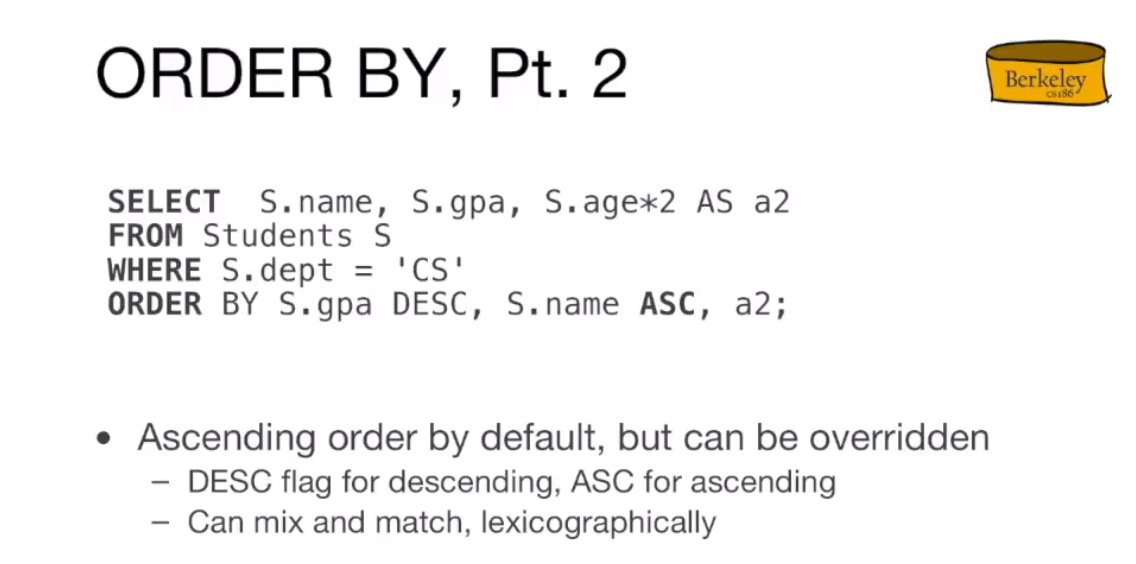 ORDER BY, Pt. 2
Berkeley
cs186
SELECT  S.name, S.gpa, S.age*2 AS a2
FROM Students S
WHERE S.dept = 'CS'
ORDER BY S.gpa DESC, S.name ASC, a2;
• Ascending order by default, but can be overridden
– DESC flag for descending, ASC for ascending
– Can mix and match, lexicographically